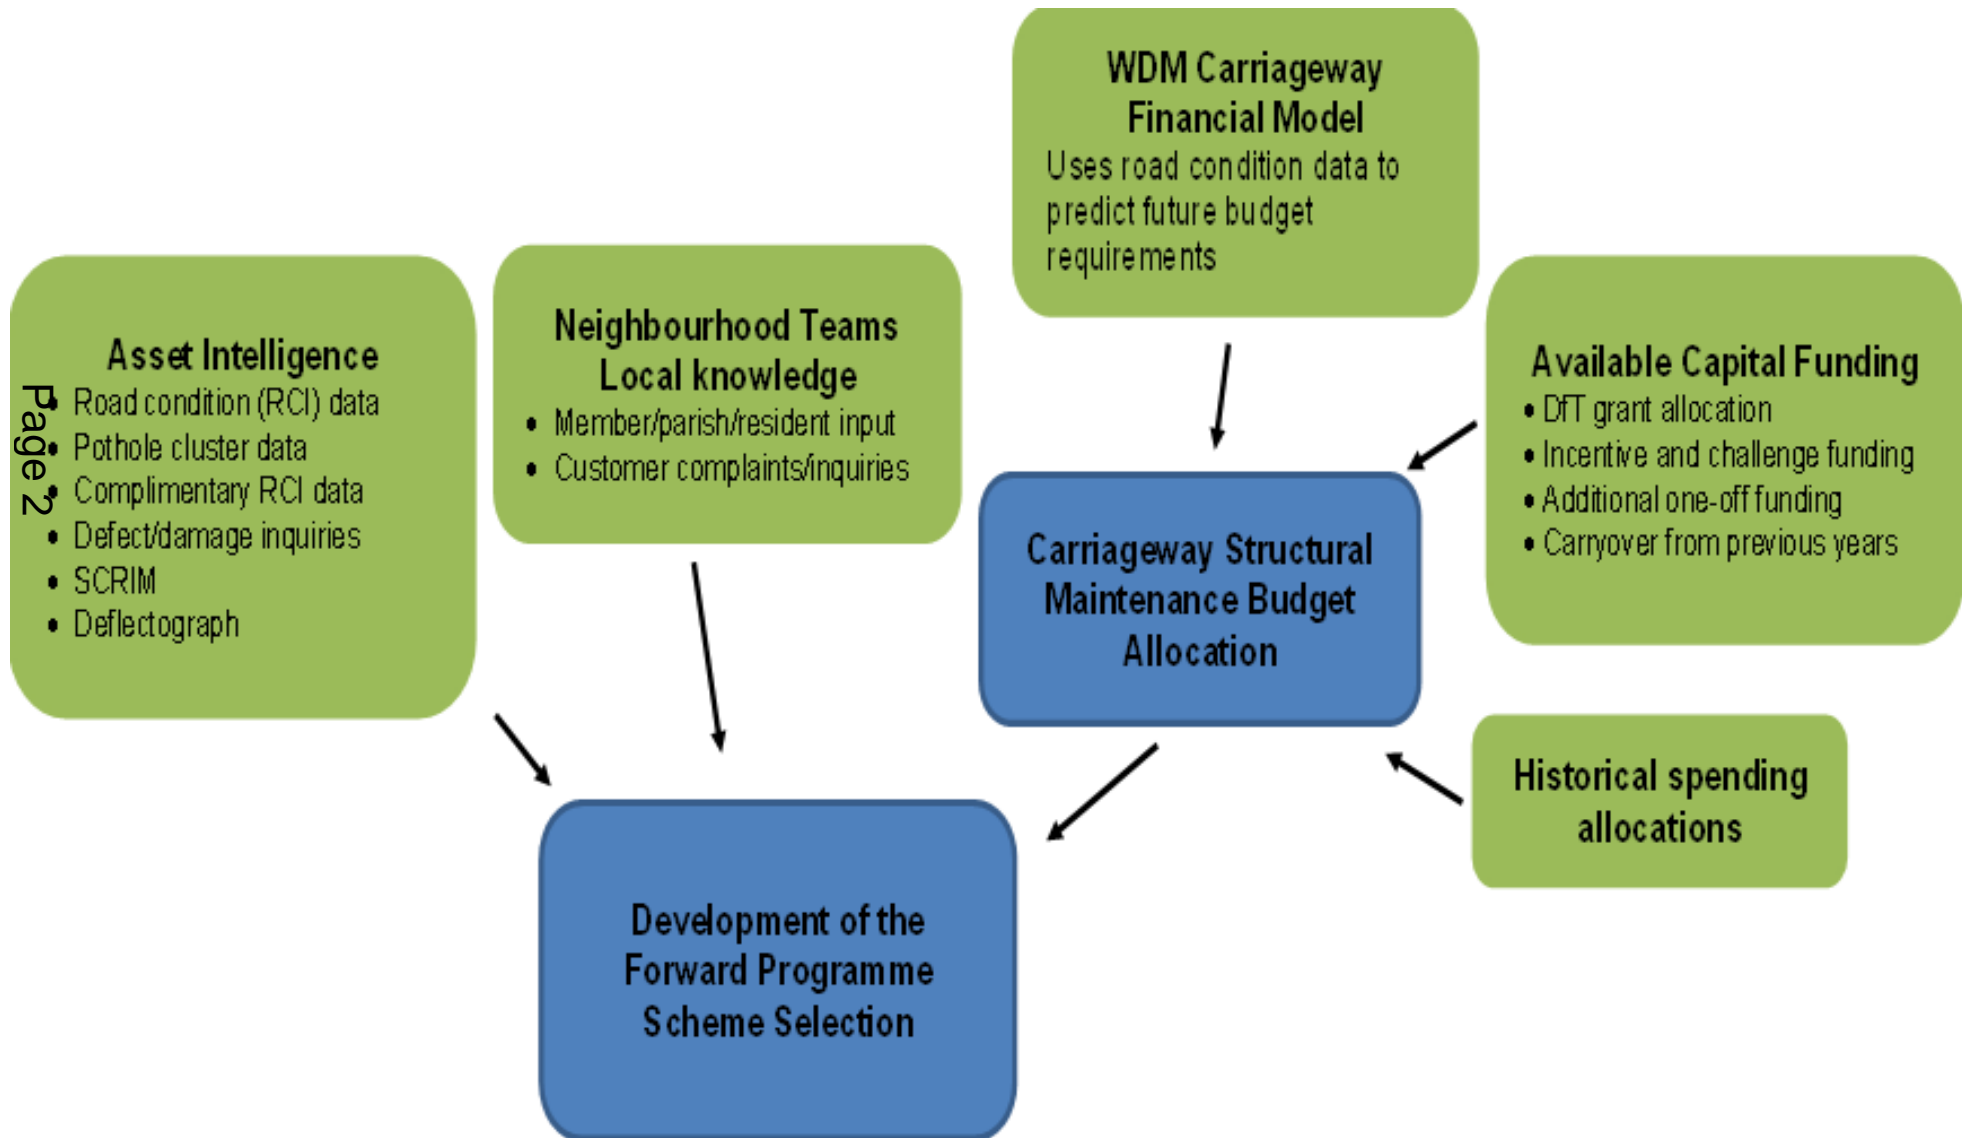 WDM Carriageway
Financial Model
Uses road condition data to
predict future budget
requirements
Asset Intelligence
• Road condition (RCI) data
• Pothole cluster data
• Complimentary RCI data
• Defect/damage inquiries
• SCRIM
• Deflectograph
Page 2
Neighbourhood Teams
Local knowledge
• Member/parish/resident input
• Customer complaints/inquiries
Available Capital Funding
• DfT grant allocation
• Incentive and challenge funding
• Additional one-off funding
• Carryover from previous years
Carriageway Structural
Maintenance Budget
Allocation
Historical spending
allocations
Development of the
Forward Programme
Scheme Selection